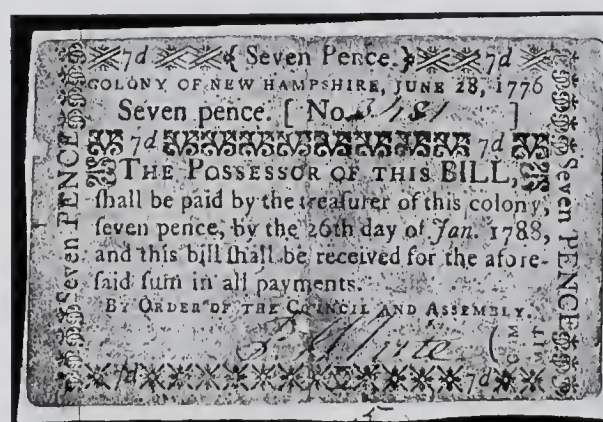 7d { Seven Pence. } 7d
COLONY OF NEW HAMPSHIRE, JUNE 28, 1776
Seven pence. [ No ]
7d 7d
THE POSSESSOR OF THIS BILL,
ſhall be paid by the treaſurer of this colony,
ſeven pence, by the 26th day of Jan. 1788,
and this bill ſhall be received for the afore-
ſaid ſum in all payments.
BY ORDER OF THE COUNCIL AND ASSEMBLY.
COM
MIT
7d 7d
Seven PENCE
Seven PENCE